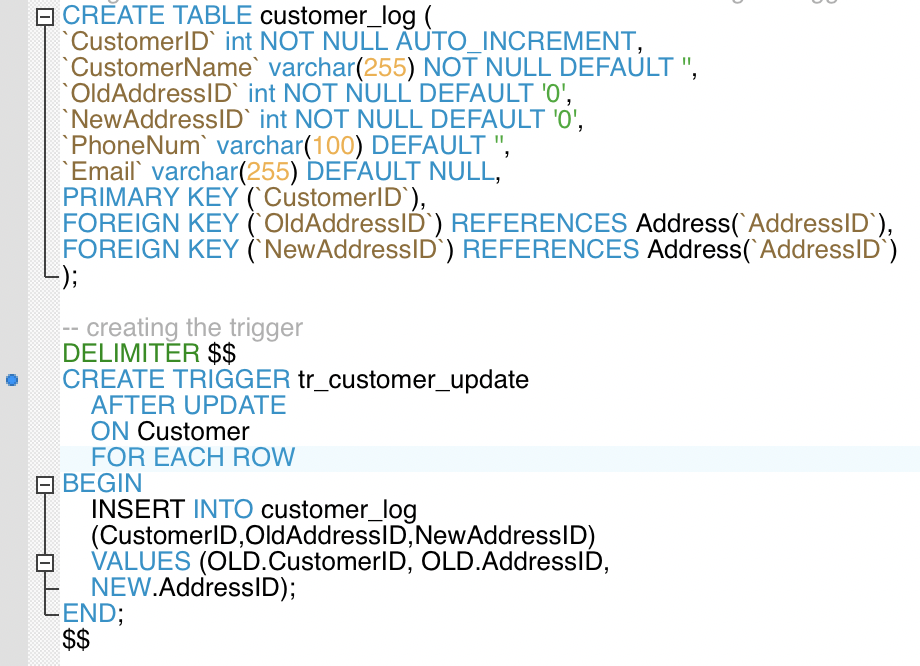 CREATE TABLE customer_log (
`CustomerID` int NOT NULL AUTO_INCREMENT,
`CustomerName` varchar(255) NOT NULL DEFAULT '',
`OldAddressID` int NOT NULL DEFAULT '0',
`NewAddressID` int NOT NULL DEFAULT '0',
`PhoneNum` varchar(100) DEFAULT '',
`Email` varchar(255) DEFAULT NULL,
PRIMARY KEY (`CustomerID`),
FOREIGN KEY (`OldAddressID`) REFERENCES Address(`AddressID`),
FOREIGN KEY (`NewAddressID`) REFERENCES Address(`AddressID`)
);
-- creating the trigger
DELIMITER $$
CREATE TRIGGER tr_customer_update
AFTER UPDATE
ON Customer
FOR EACH ROW
BEGIN
INSERT INTO customer_log
(CustomerID,OldAddressID,NewAddressID)
VALUES (OLD.CustomerID, OLD.AddressID,
NEW.AddressID);
END;
$$